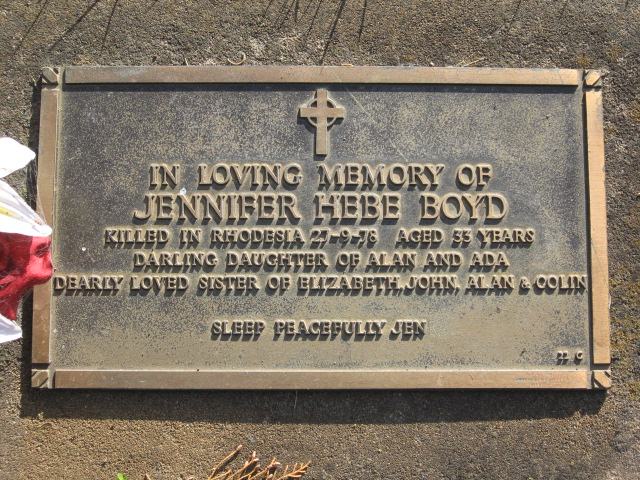 IN LOVING MEMORY OF
JENNIFER HEBE BOYD
KILLED IN RHODESIA 27-9-78 AGED 33 YEARS
DARLING DAUGHTER OF ALAN AND ADA
DEARLY LOVED SISTER OF ELIZABETH, JOHN, ALAN & COLIN
SLEEP PEACEFULLY JEN
22 C